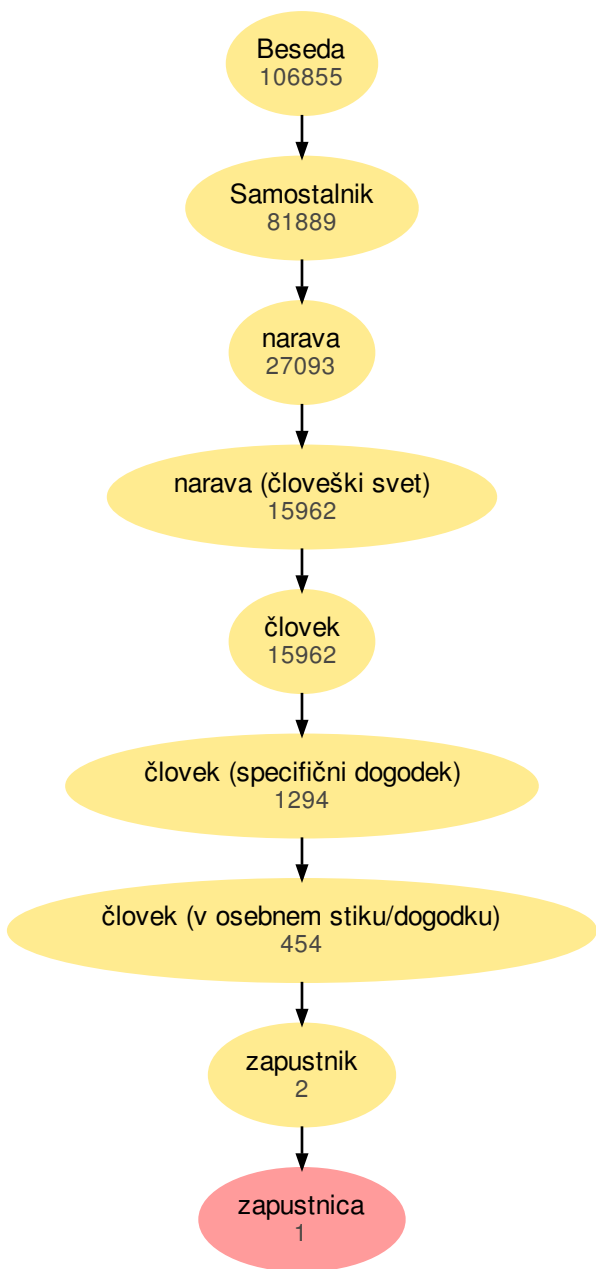 Beseda
106855
Samostalnik
81889
narava
27093
narava (človeški svet)
15962
človek
15962
človek (specifični dogodek)
1294
človek (v osebnem stiku/dogodku)
454
zapustnik
2
zapustnica
1